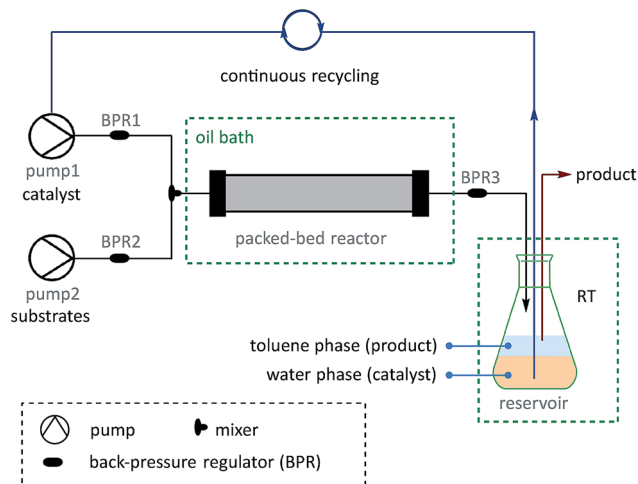 continuous recycling
BPR1
oil bath
pump1
catalyst
BPR3
product
packed-bed reactor
BPR2
pump2
substrates
RT
toluene phase (product)
water phase (catalyst)
reservoir
pump
mixer
back-pressure regulator (BPR)